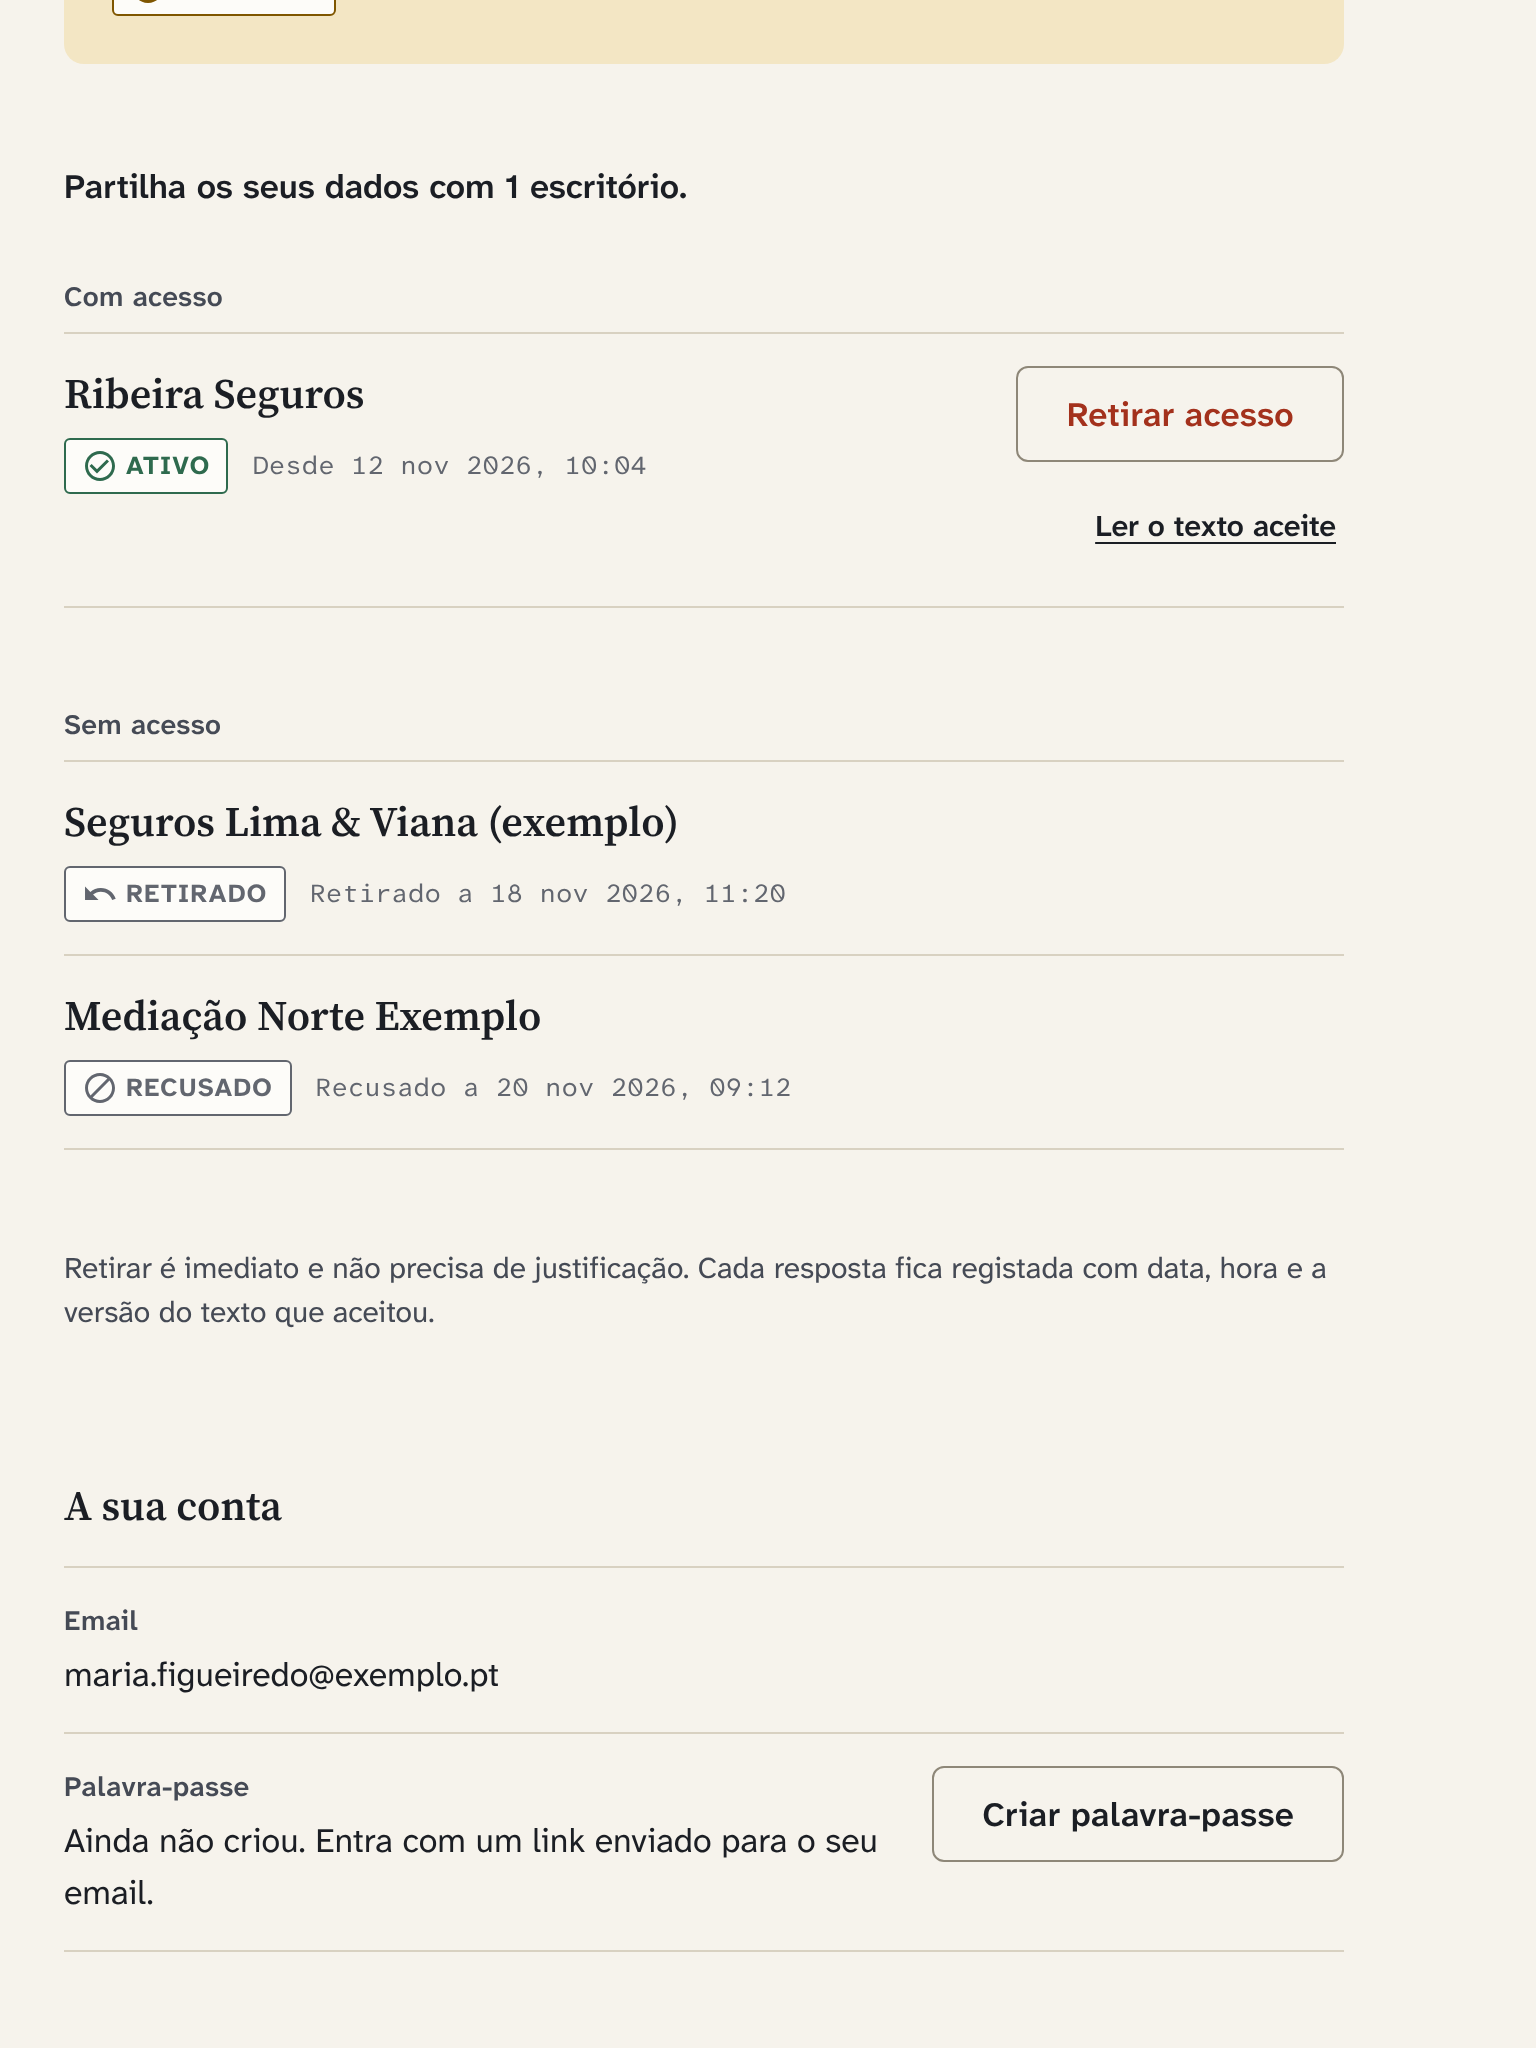 Partilha os seus dados com 1 escritório.
Com acesso
Ribeira Seguros
Retirar acesso
ATIVO Desde 12 nov 2026, 10:04
Ler o texto aceite
Sem acesso
Seguros Lima & Viana (exemplo)
RETIRADO Retirado a 18 nov 2026, 11:20
Mediação Norte Exemplo
RECUSADO Recusado a 20 nov 2026, 09:12
Retirar é imediato e não precisa de justificação. Cada resposta fica registada com data, hora e a
versão do texto que aceitou.
A sua conta
Email
maria.figueiredo@exemplo.pt
Palavra-passe
Criar palavra-passe
Ainda não criou. Entra com um link enviado para o seu
email.